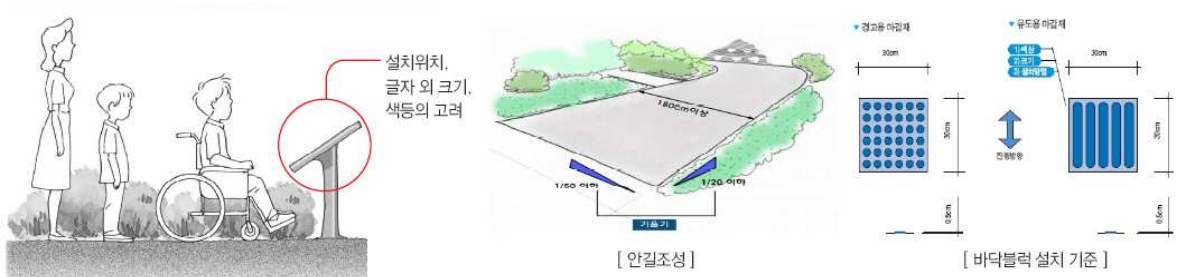 설치위치,
글자 외 크기,
색등의 고려
180cm이상
1/50 이하
1/20 이하
기울기
[ 안길조성 ]
▼ 경고용 마감재
30cm
30cm
▼ 유도용 마감재
1) 색상
2) 크기
3) 설치방법
30cm
30cm
진행방향
0.5cm
[ 바닥블럭 설치 기준 ]